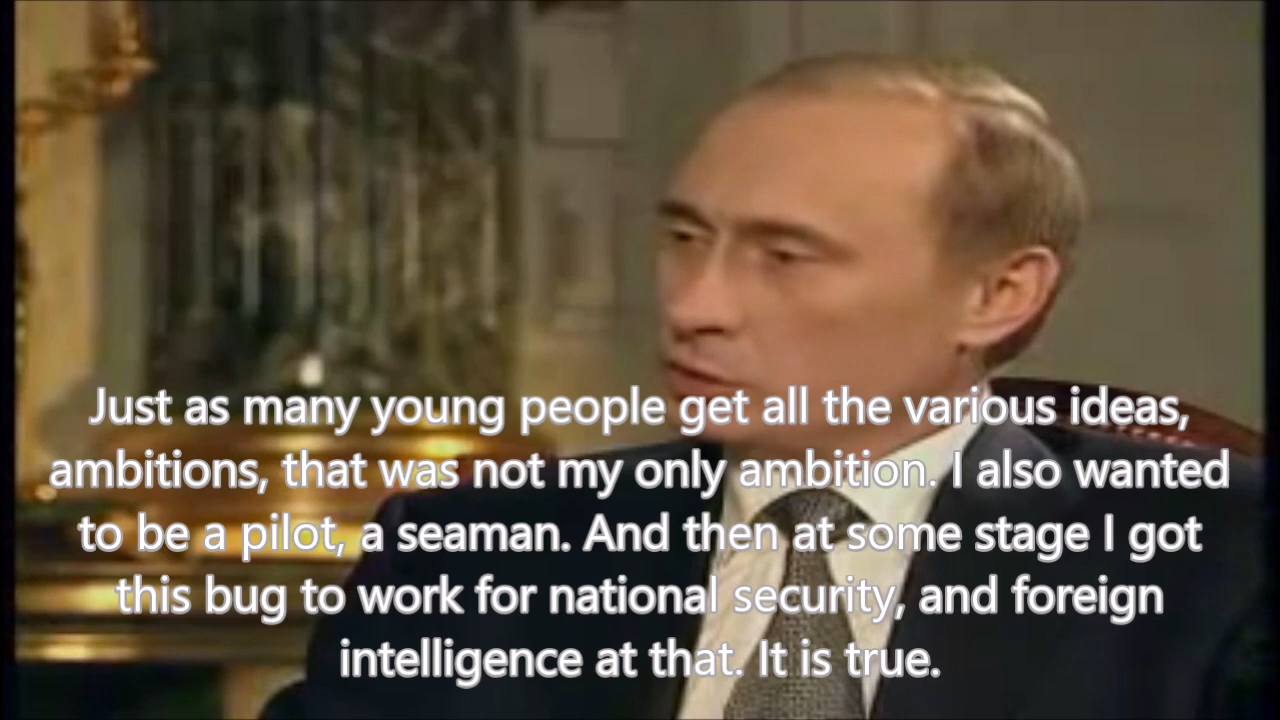 Just as many young people get all the various ideas,
ambitions, that was not my only ambition. I also wanted
to be a pilot, a seaman. And then at some stage I got
this bug to work for national security, and foreign
intelligence at that. It is true.